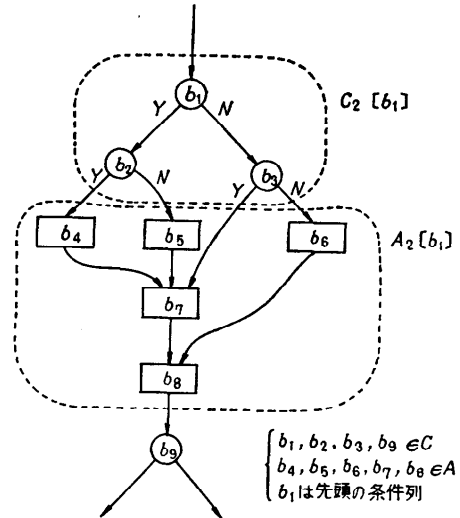 b₁
C₂ [b₁]
Y
N
b₂
b₃
Y
N
Y
N
b₄
b₅
b₆
A₂ [b₁]
b₇
b₈
b₉
b₁, b₂, b₃, b₉ ∈C
b₄, b₅, b₆, b₇, b₈ ∈A
b₁は先頭の条件列